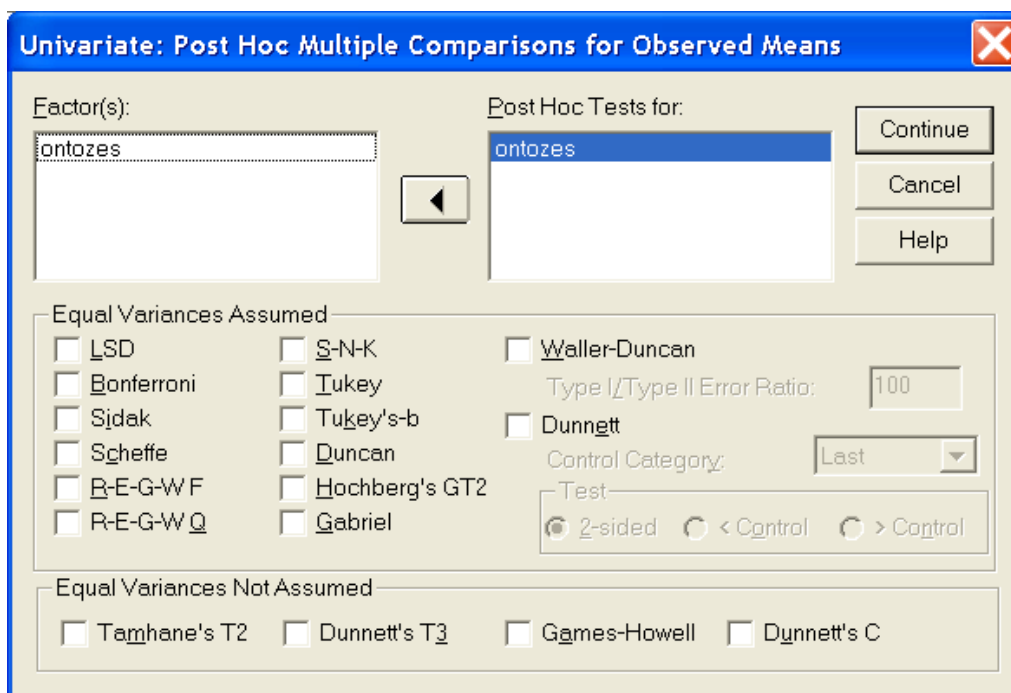 Univariate: Post Hoc Multiple Comparisons for Observed Means
Factor(s):
ontozes
Post Hoc Tests for:
ontozes
Continue
Cancel
Help
Equal Variances Assumed
LSD
Bonferroni
Sidak
Scheffe
R-E-G-W F
R-E-G-W Q
S-N-K
Tukey
Tukey's-b
Duncan
Hochberg's GT2
Gabriel
Waller-Duncan
Type I/Type II Error Ratio: 100
Dunnett
Control Category: Last
Test
2-sided < Control > Control
Equal Variances Not Assumed
Tamhane's T2 Dunnett's T3 Games-Howell Dunnett's C